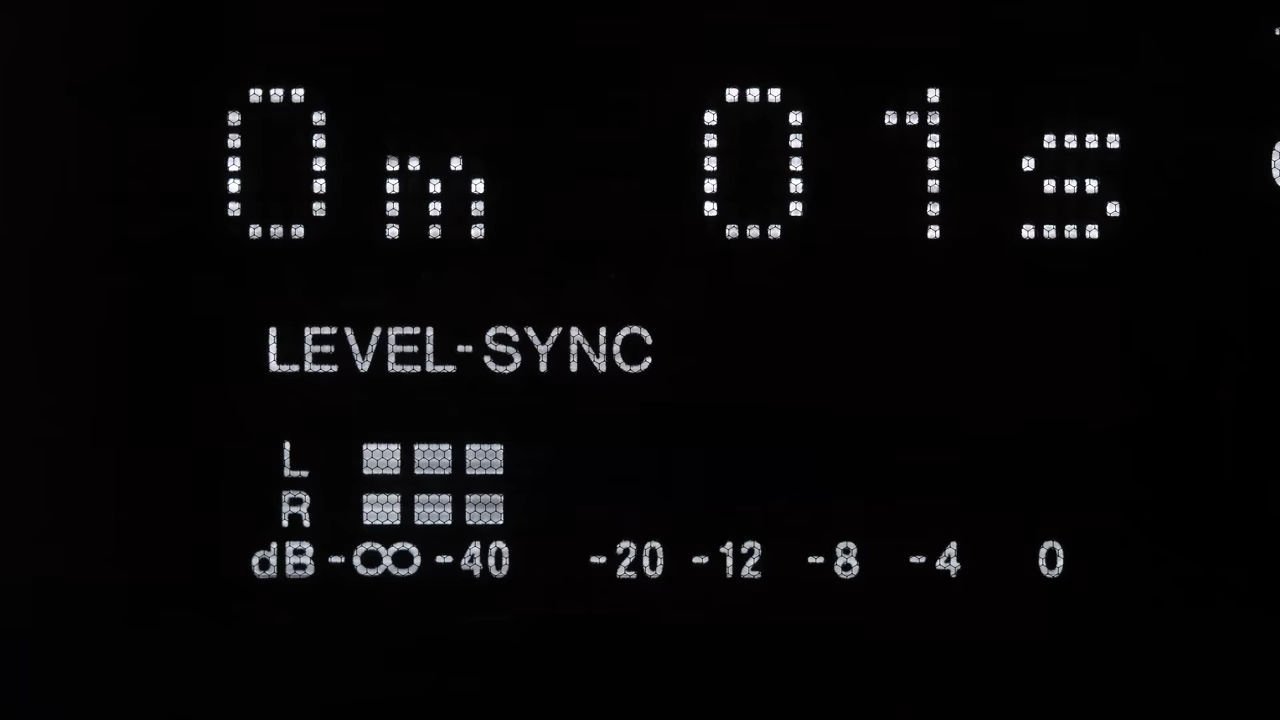 0m 01s
LEVEL-SYNC
L
R
dB -∞ -40 -20 -12 -8 -4 0